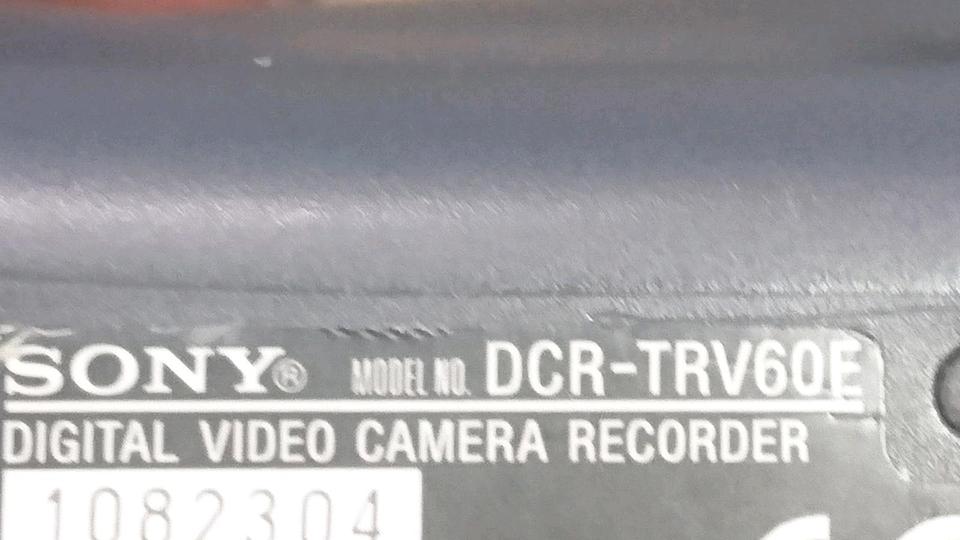 SONY® MODEL NO. DCR-TRV60E
DIGITAL VIDEO CAMERA RECORDER
1082304